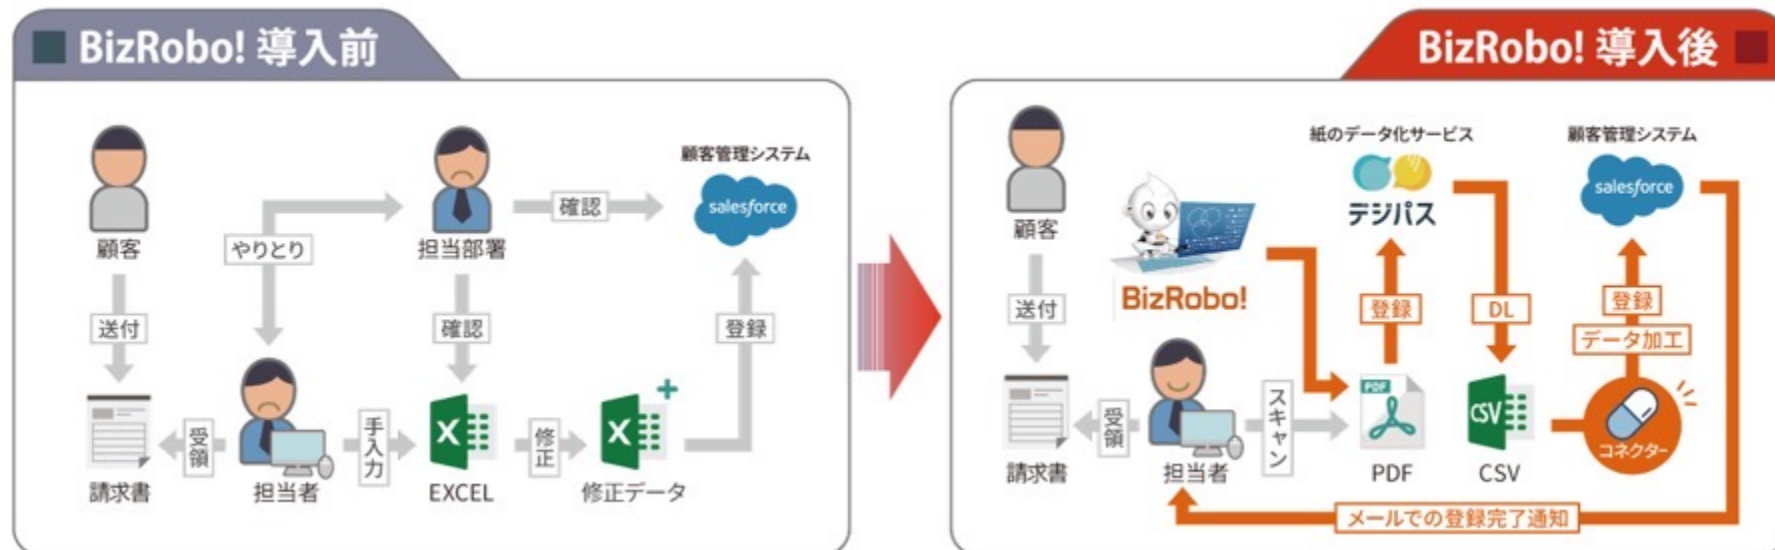 BizRobo! 導入前
顧客
送付
請求書
受領
やりとり
担当者
手入力
担当部署
確認
確認
EXCEL
修正
修正データ
登録
顧客管理システム
salesforce
BizRobo! 導入後
顧客
送付
請求書
受領
BizRobo!
担当者
スキャン
紙のデータ化サービス
デジパス
登録
PDF
PDF
DL
CSV
CSV
顧客管理システム
salesforce
登録
データ加工
コネクター
メールでの登録完了通知